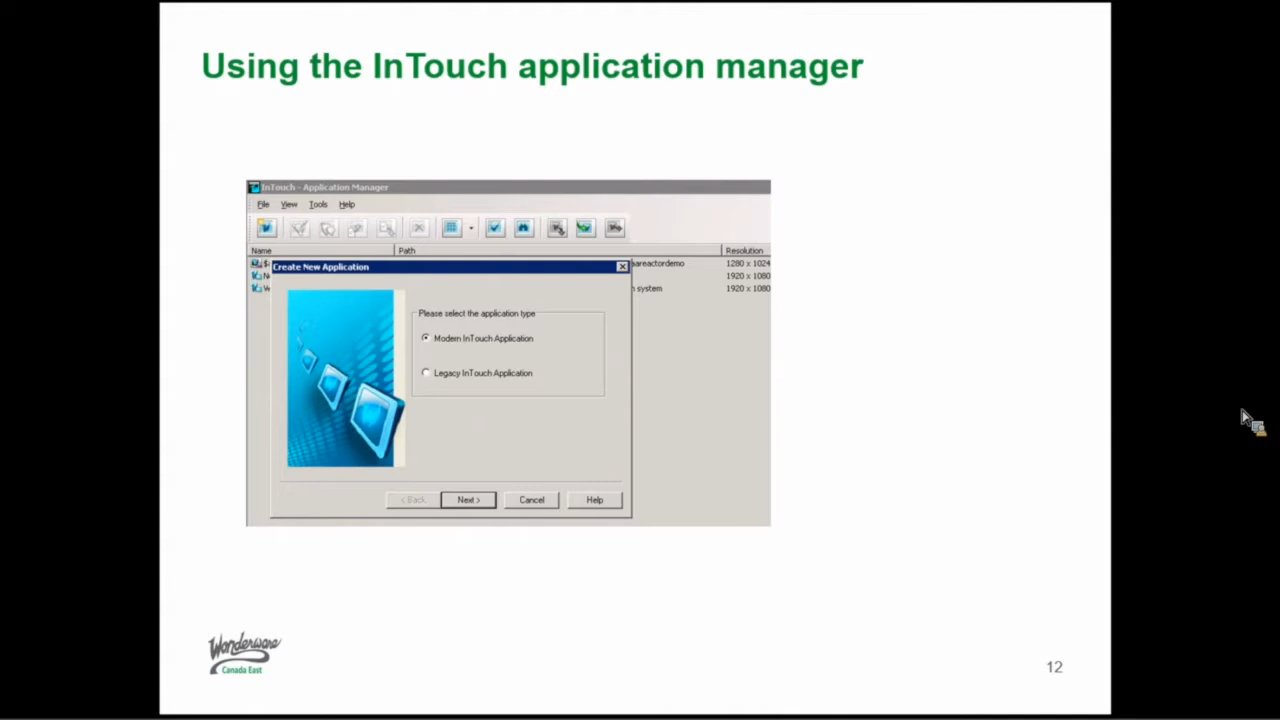 Using the InTouch application manager
InTouch - Application Manager
File View Tools Help
Name Path Resolution
Create New Application
1280 x 1024
1920 x 1080
system 1920 x 1080
Please select the application type
Modern InTouch Application
Legacy InTouch Application
< Back Next > Cancel Help
Wonderware
Canada East
12